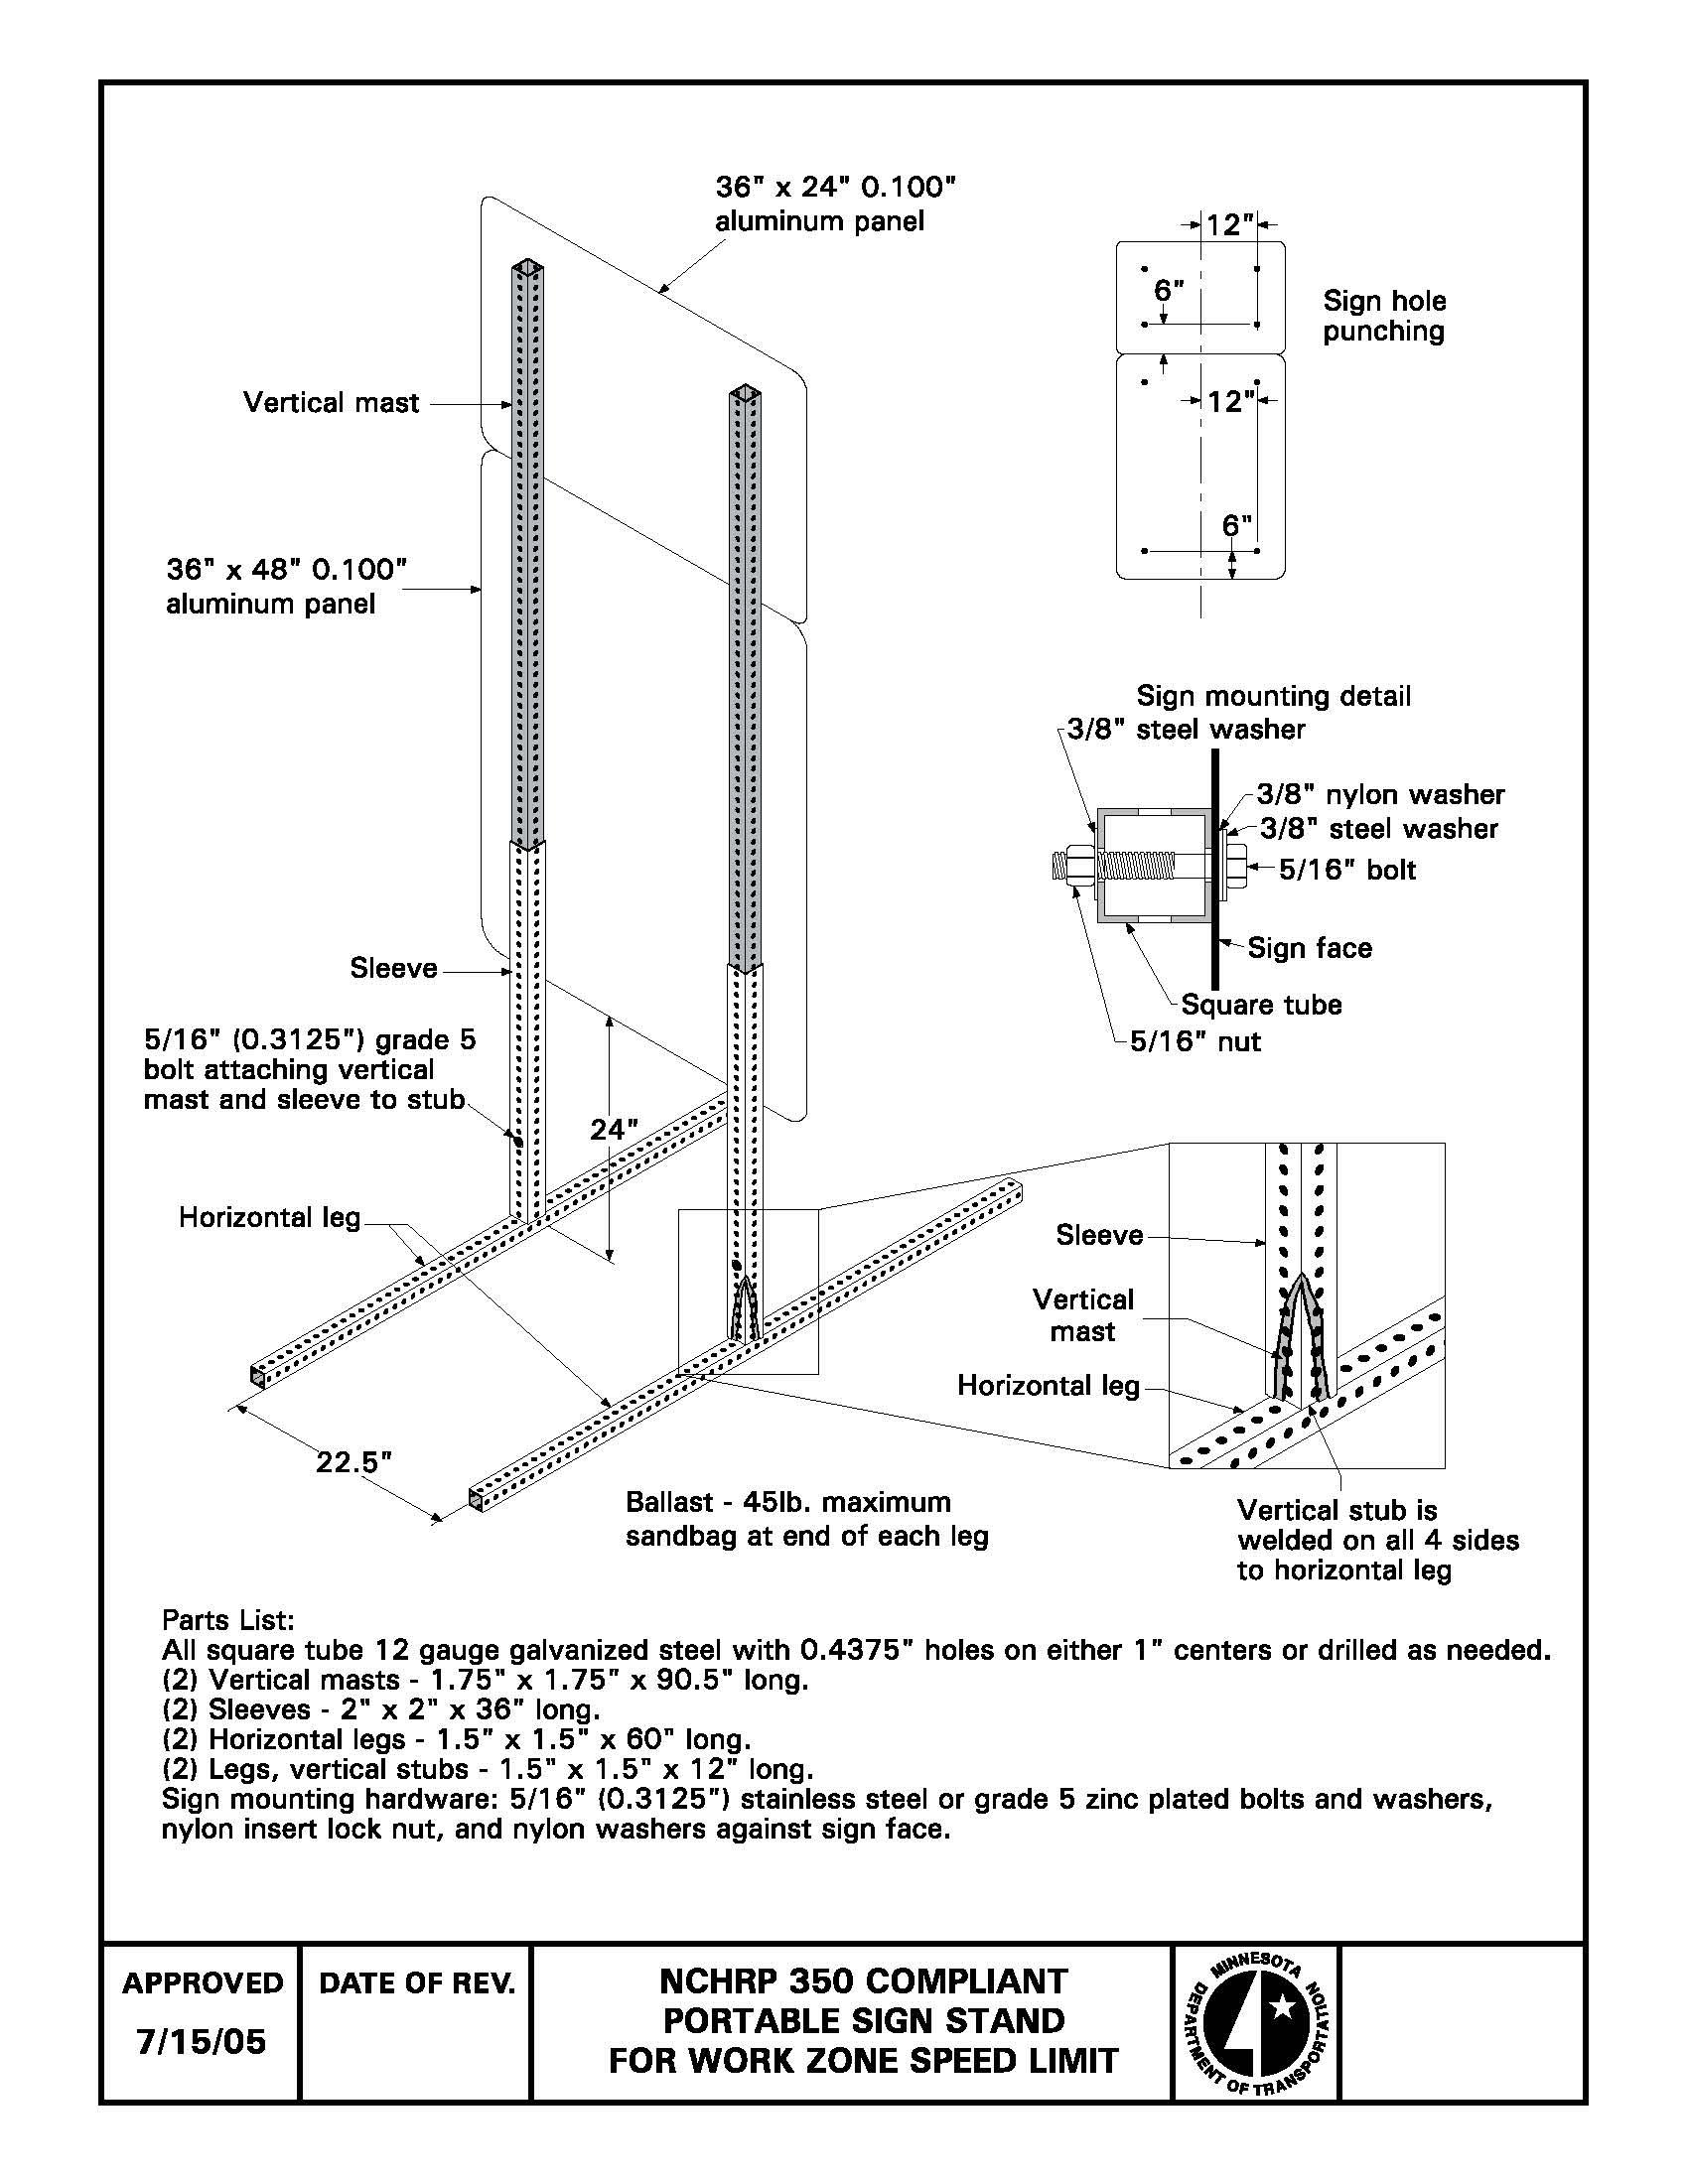 36" x 24" 0.100"
aluminum panel
12"
6"
Sign hole
punching
Vertical mast
12"
6"
36" x 48" 0.100"
aluminum panel
Sign mounting detail
3/8" steel washer
3/8" nylon washer
3/8" steel washer
5/16" bolt
Sign face
Square tube
5/16" nut
Sleeve
5/16" (0.3125") grade 5
bolt attaching vertical
mast and sleeve to stub
24"
Horizontal leg
Sleeve
Vertical
mast
Horizontal leg
22.5"
Ballast - 45lb. maximum
sandbag at end of each leg
Vertical stub is
welded on all 4 sides
to horizontal leg
Parts List:
All square tube 12 gauge galvanized steel with 0.4375" holes on either 1" centers or drilled as needed.
(2) Vertical masts - 1.75" x 1.75" x 90.5" long.
(2) Sleeves - 2" x 2" x 36" long.
(2) Horizontal legs - 1.5" x 1.5" x 60" long.
(2) Legs, vertical stubs - 1.5" x 1.5" x 12" long.
Sign mounting hardware: 5/16" (0.3125") stainless steel or grade 5 zinc plated bolts and washers,
nylon insert lock nut, and nylon washers against sign face.
APPROVED
7/15/05
DATE OF REV.
NCHRP 350 COMPLIANT
PORTABLE SIGN STAND
FOR WORK ZONE SPEED LIMIT
MINNESOTA
DEPARTMENT OF TRANSPORTATION